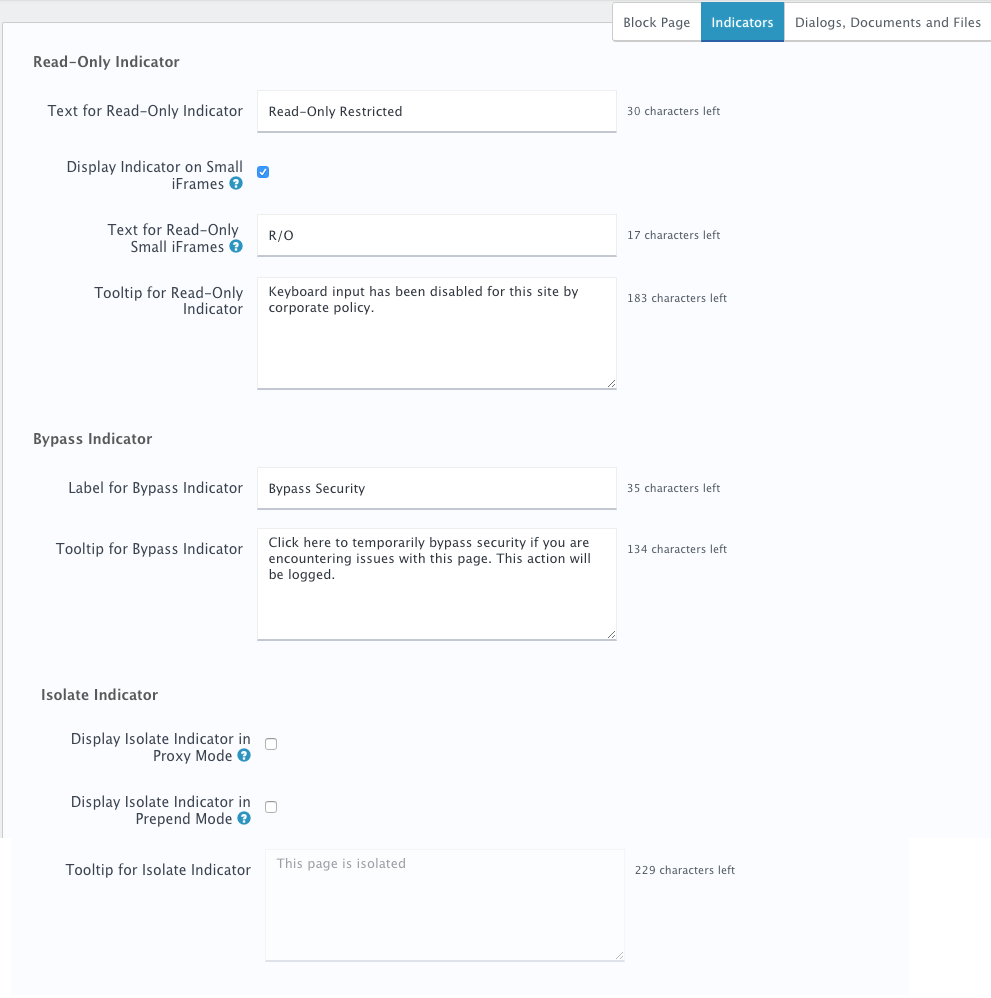 Block Page
Indicators
Dialogs, Documents and Files
Read-Only Indicator
Text for Read-Only Indicator
Read-Only Restricted
30 characters left
Display Indicator on Small
iFrames ?
Text for Read-Only
Small iFrames ?
R/O
17 characters left
Tooltip for Read-Only
Indicator
Keyboard input has been disabled for this site by
corporate policy.
183 characters left
Bypass Indicator
Label for Bypass Indicator
Bypass Security
35 characters left
Tooltip for Bypass Indicator
Click here to temporarily bypass security if you are
encountering issues with this page. This action will
be logged.
134 characters left
Isolate Indicator
Display Isolate Indicator in
Proxy Mode ?
Display Isolate Indicator in
Prepend Mode ?
Tooltip for Isolate Indicator
This page is isolated
229 characters left